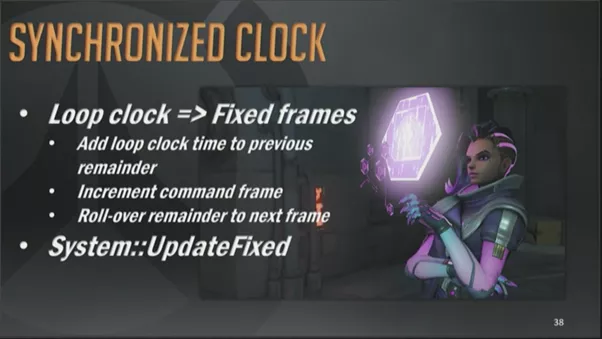 SYNCHRONIZED CLOCK
• Loop clock => Fixed frames
• Add loop clock time to previous
remainder
• Increment command frame
• Roll-over remainder to next frame
• System::UpdateFixed
38